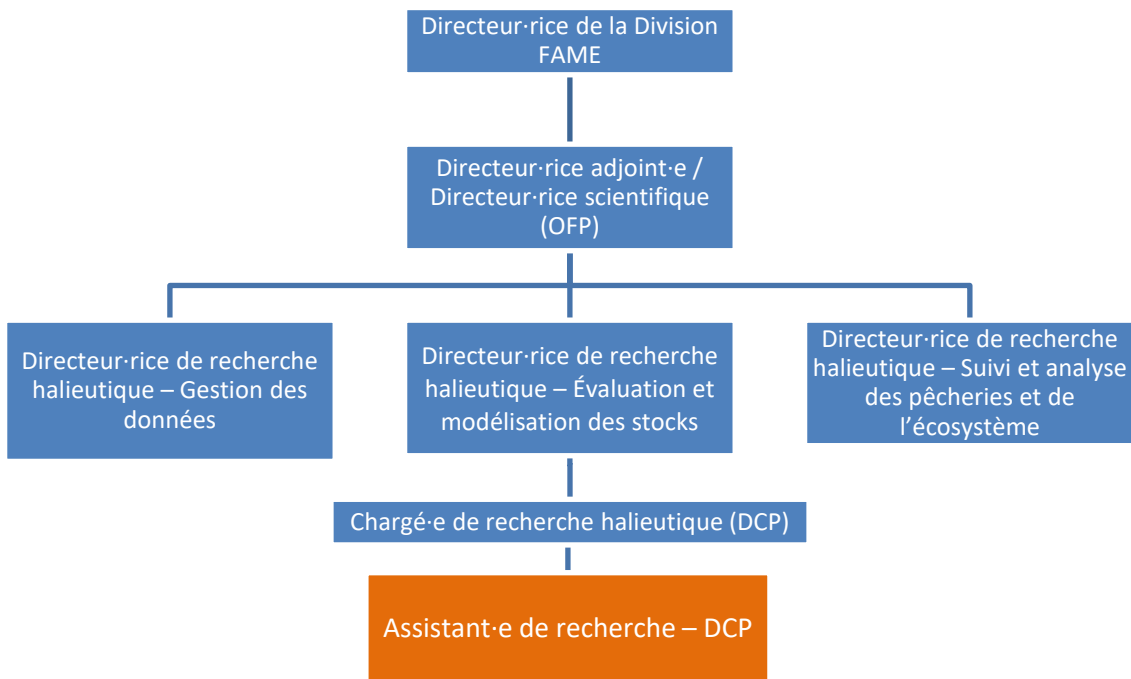 Directeur·rice de la Division
FAME
Directeur·rice adjoint·e /
Directeur·rice scientifique
(OFP)
Directeur·rice de recherche
halieutique – Gestion des
données
Directeur·rice de recherche
halieutique – Évaluation et
modélisation des stocks
Directeur·rice de recherche
halieutique – Suivi et analyse
des pêcheries et de
l’écosystème
Chargé·e de recherche halieutique (DCP)
Assistant·e de recherche – DCP